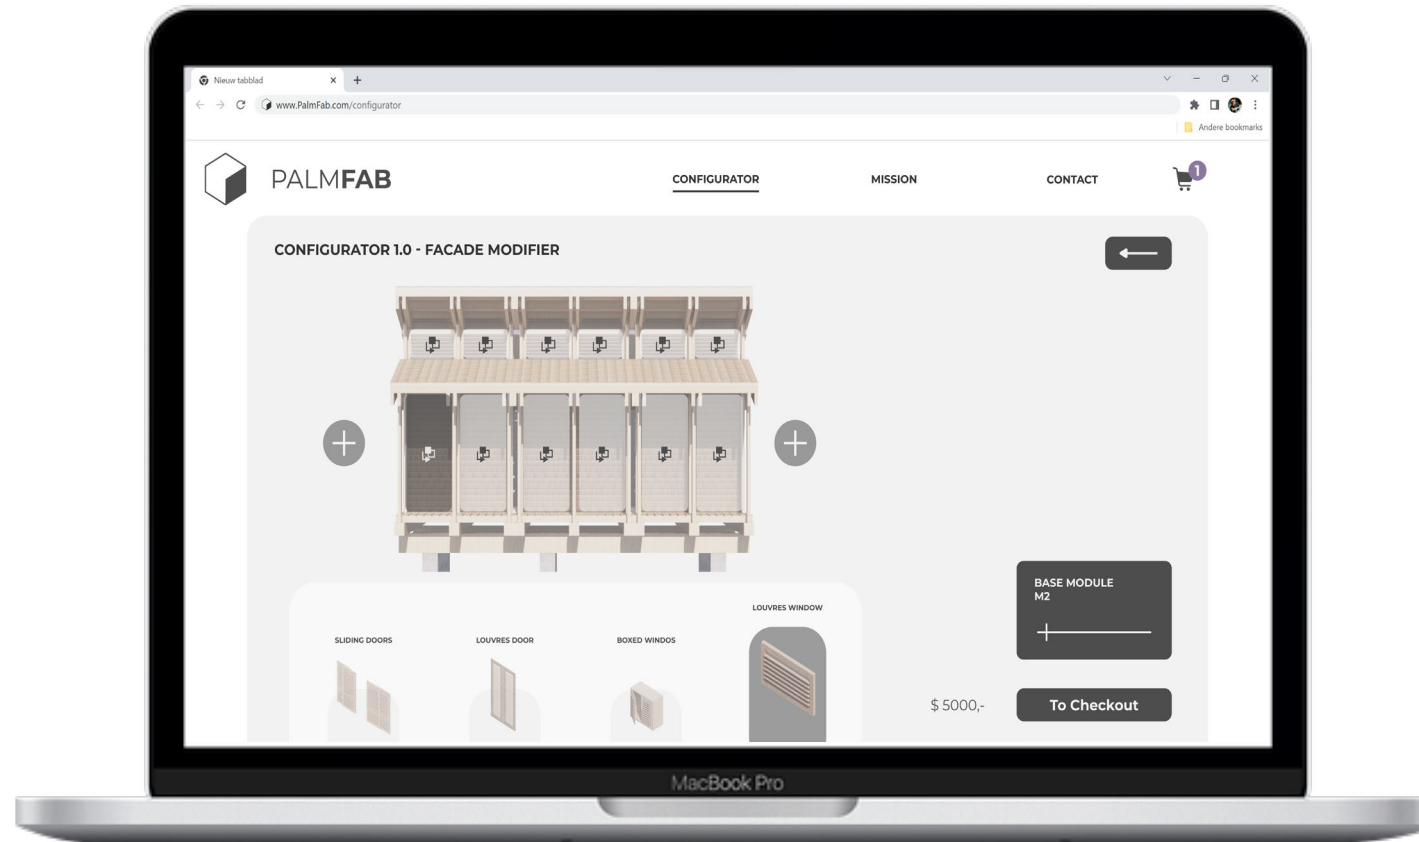 Nieuw tabblad
www.PalmFab.com/configurator
Andere bookmarks
PALMFAB
CONFIGURATOR
MISSION
CONTACT
1
CONFIGURATOR 1.0 - FACADE MODIFIER
BASE MODULE
M2
LOUVRES WINDOW
SLIDING DOORS
LOUVRES DOOR
BOXED WINDOS
$ 5000,-
To Checkout
MacBook Pro